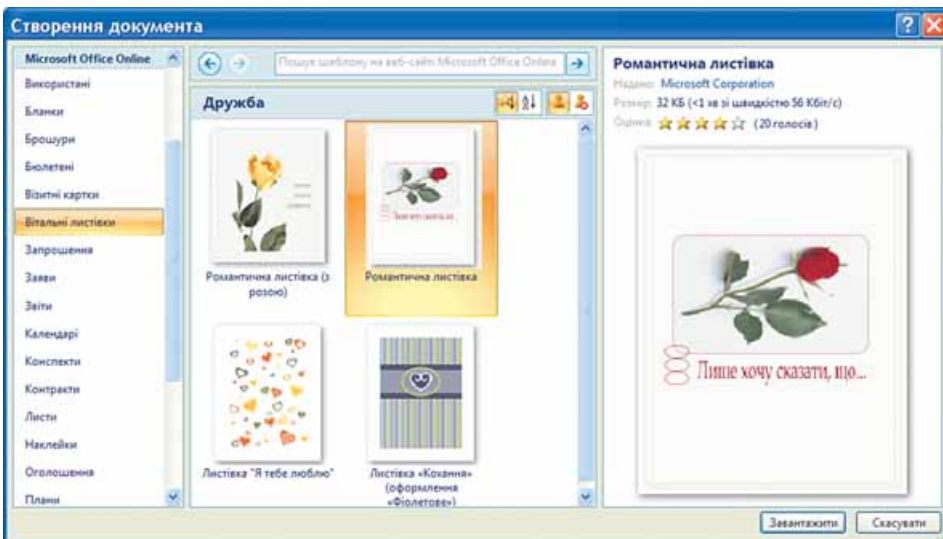 Створення документа
Microsoft Office Online
Використані
Бланки
Брошури
Бюлетені
Візитні картки
Вітальні листівки
Запрошення
Заяви
Звіти
Календарі
Конспекти
Контракти
Листи
Наклейки
Оголошення
Плани
Пошук шаблону на веб-сайті Microsoft Office Online
Дружба
Романтична листівка (з
розою)
Романтична листівка
Листівка "Я тебе люблю"
Листівка «Кохання»
(оформлення
«Фіолетове»)
Романтична листівка
Надано: Microsoft Corporation
Розмір: 32 КБ (<1 хв зі швидкістю 56 Кбіт/с)
Оцінка: (20 голосів)
Лише хочу сказати, що...
Завантажити
Скасувати